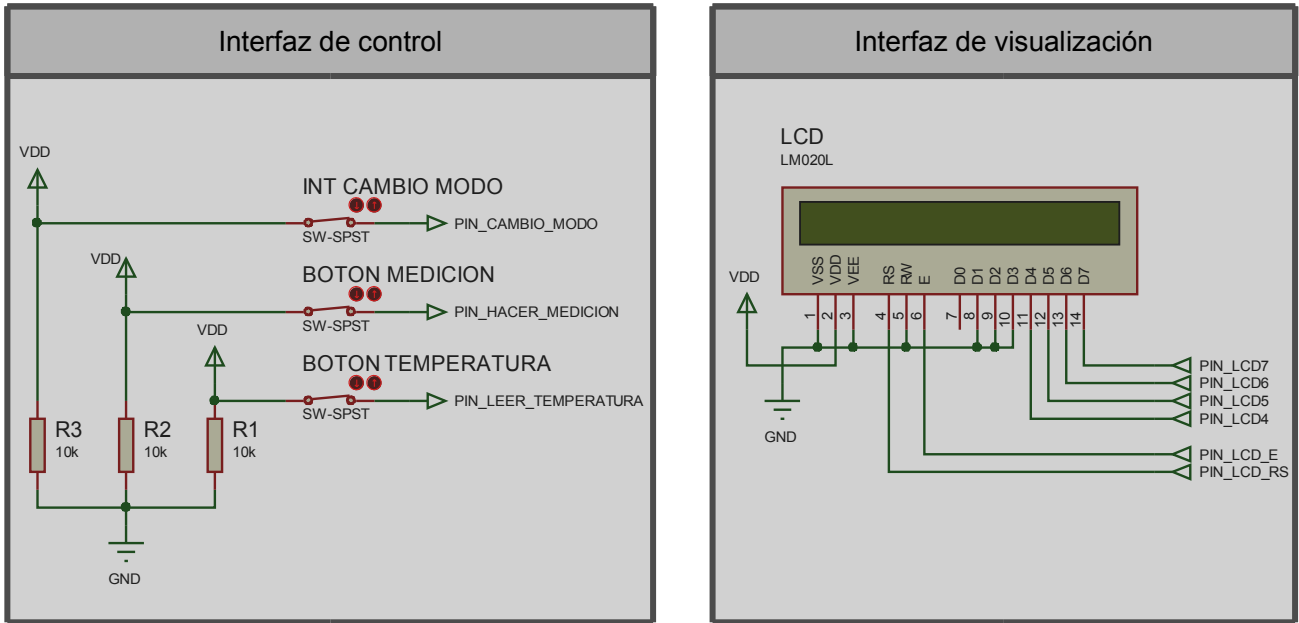 Interfaz de control
VDD
INT CAMBIO MODO
SW-SPST
PIN_CAMBIO_MODO
VDD
BOTON MEDICION
SW-SPST
PIN_HACER_MEDICION
VDD
BOTON TEMPERATURA
SW-SPST
PIN_LEER_TEMPERATURA
R3
10k
R2
10k
R1
10k
GND
Interfaz de visualización
LCD
LM020L
VDD
VSS
VDD
VEE
RS
RW
E
D0
D1
D2
D3
D4
D5
D6
D7
1
2
3
4
5
6
7
8
9
10
11
12
13
14
PIN_LCD7
PIN_LCD6
PIN_LCD5
PIN_LCD4
GND
PIN_LCD_E
PIN_LCD_RS